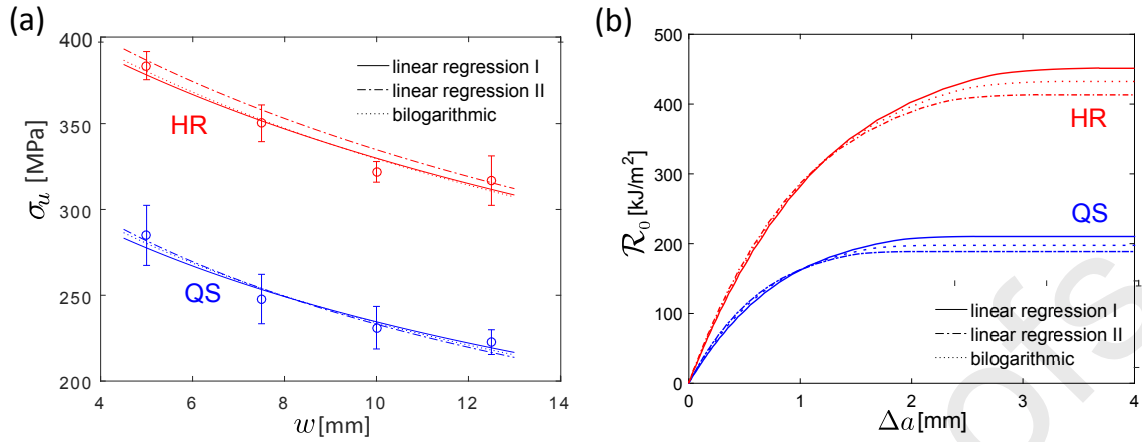 (a)
400
350
300
250
200
σu [MPa]
4
6
8
10
12
14
w [mm]
HR
QS
linear regression I
linear regression II
bilogarithmic
(b)
500
400
300
200
100
0
R0 [kJ/m²]
0
1
2
3
4
Δa [mm]
HR
QS
linear regression I
linear regression II
bilogarithmic
ofs